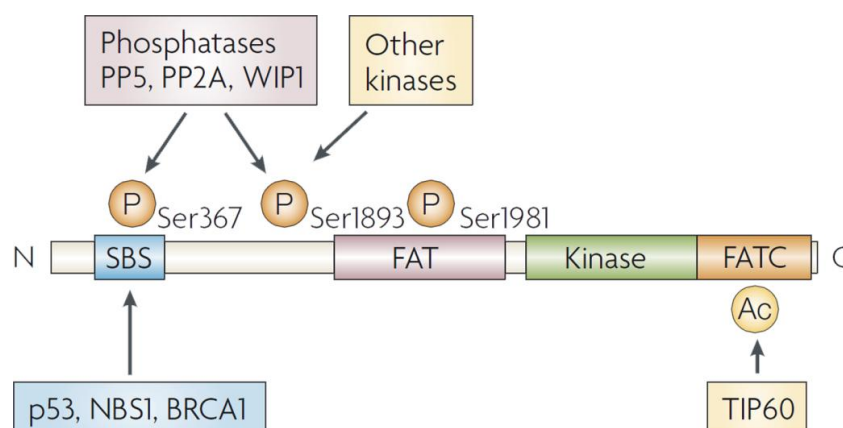 Phosphatases
PP5, PP2A, WIP1
Other
kinases
P Ser367
P Ser1893
P Ser1981
N
SBS
FAT
Kinase
FATC
Ac
p53, NBS1, BRCA1
TIP60